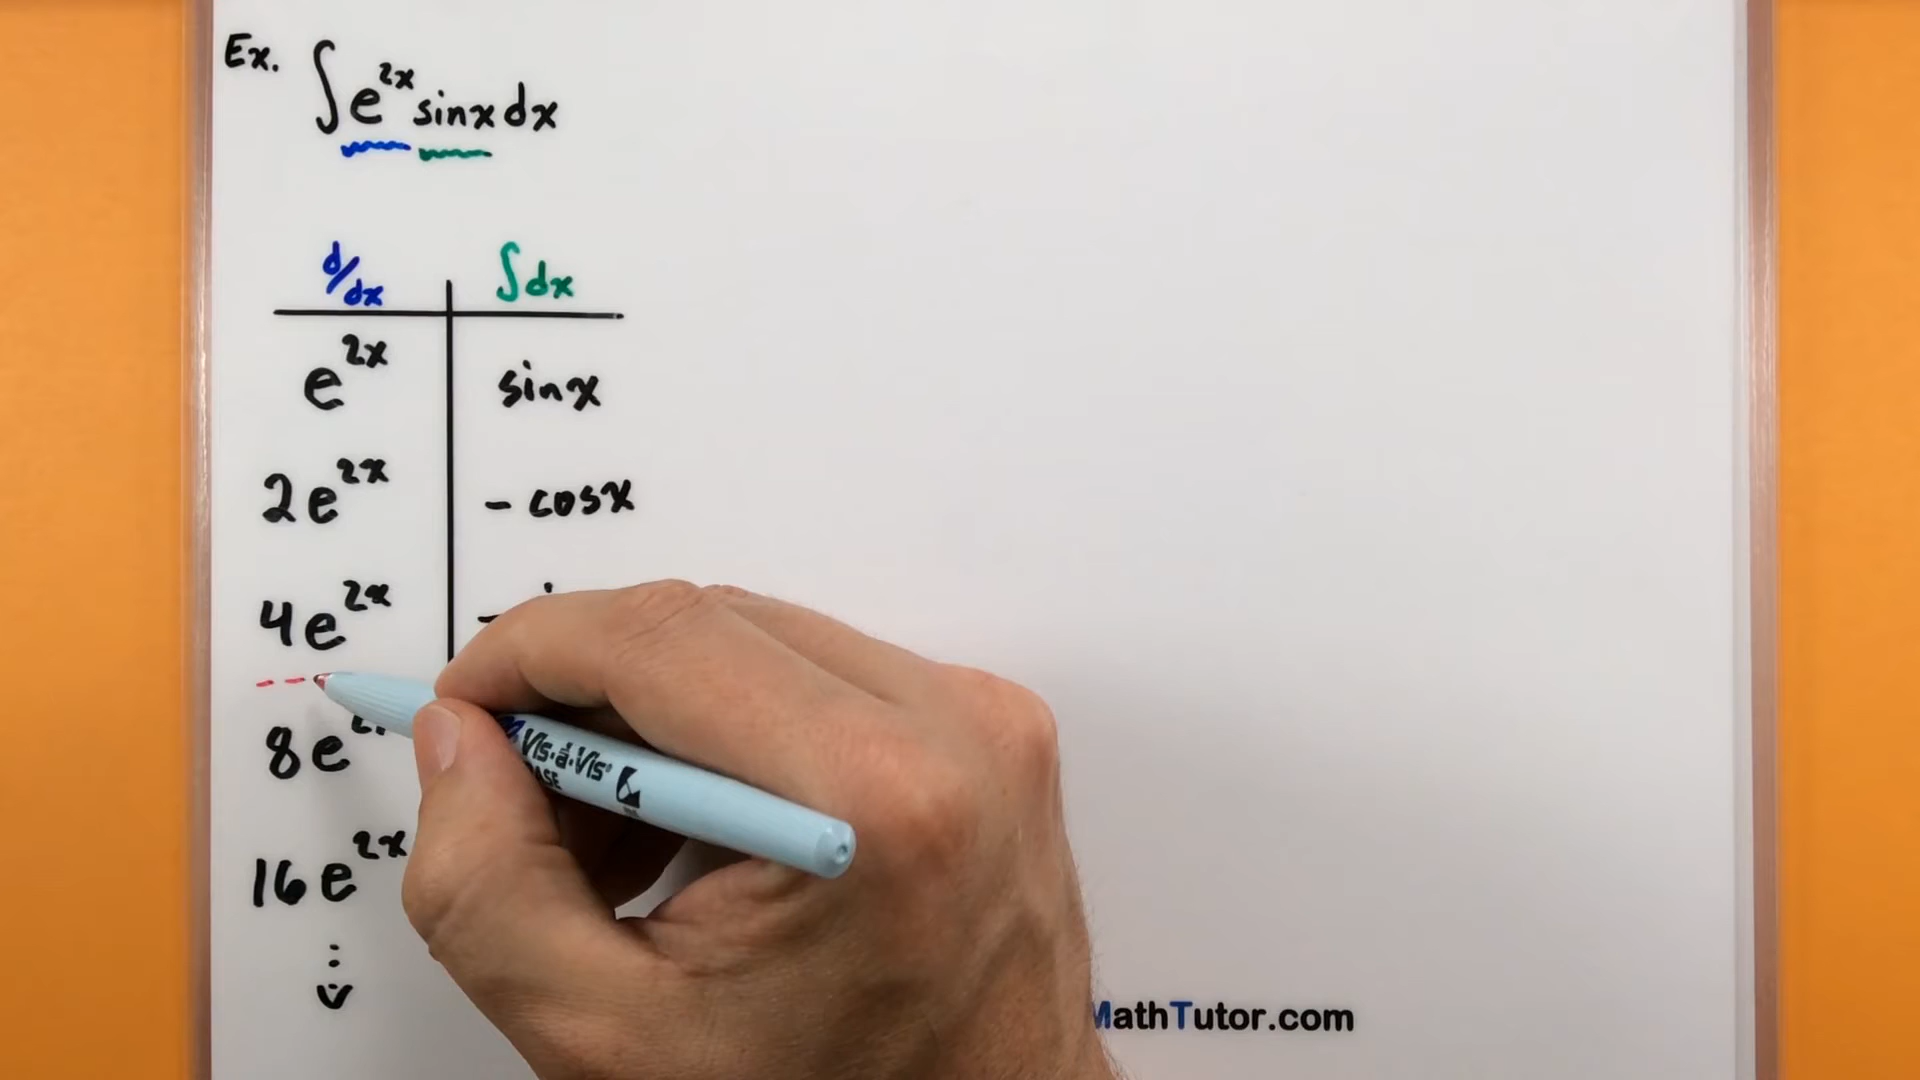 Ex. ∫e^{2x} sinx dx
d/dx ∫dx
e^{2x} sinx
2e^{2x} - cosx
4e^{2x} -
8e
16e^{2x}
Vis-à-Vis
MathTutor.com